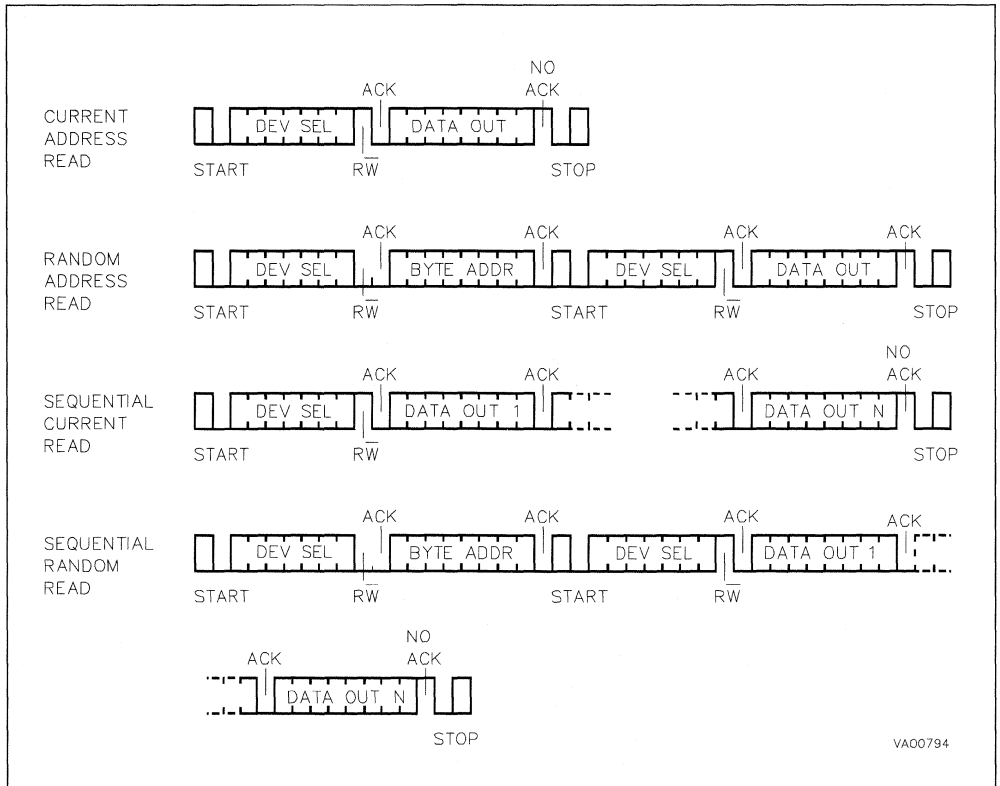 NO
ACK ACK
CURRENT
ADDRESS
READ
DEV SEL DATA OUT
START RW̅ STOP
ACK ACK ACK ACK
RANDOM
ADDRESS
READ
DEV SEL BYTE ADDR DEV SEL DATA OUT
START RW̅ START RW̅ STOP
NO
ACK ACK ACK ACK
SEQUENTIAL
CURRENT
READ
DEV SEL DATA OUT 1 DATA OUT N
START RW̅ STOP
ACK ACK ACK ACK
SEQUENTIAL
RANDOM
READ
DEV SEL BYTE ADDR DEV SEL DATA OUT 1
START RW̅ START RW̅
NO
ACK ACK
DATA OUT N
STOP
VA00794